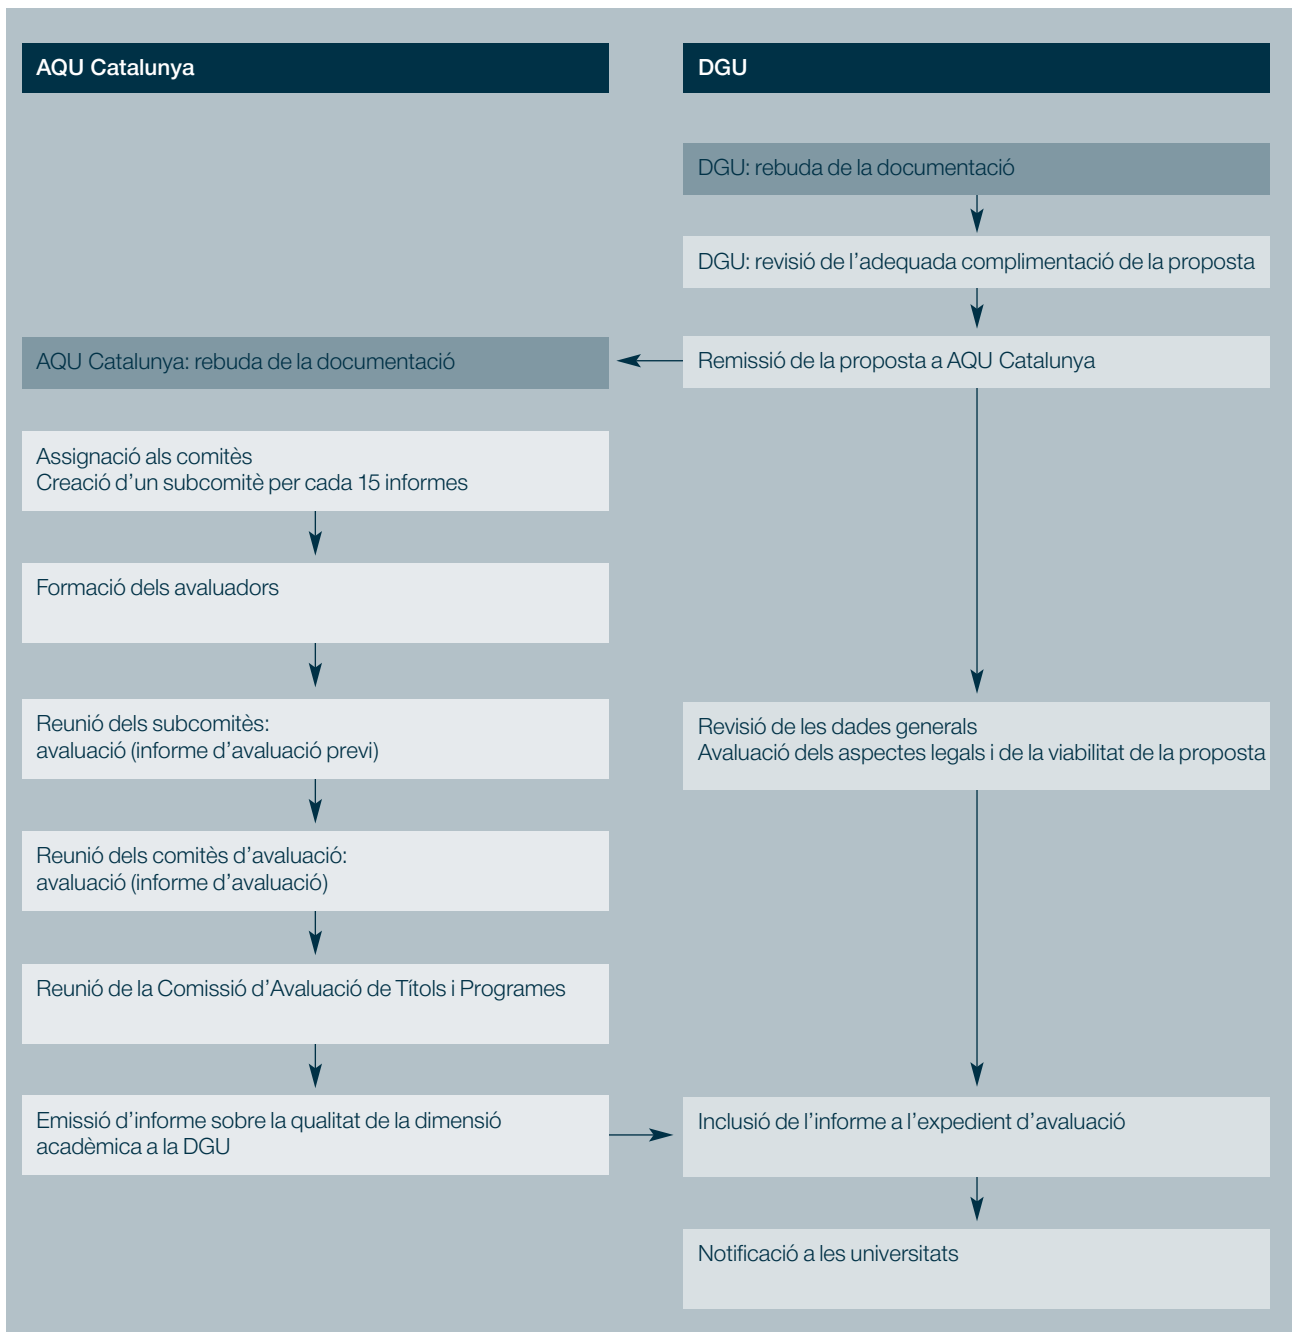 AQU Catalunya
DGU
DGU: rebuda de la documentació
DGU: revisió de l’adequada complimentació de la proposta
AQU Catalunya: rebuda de la documentació
Remissió de la proposta a AQU Catalunya
Assignació als comitès
Creació d’un subcomitè per cada 15 informes
Formació dels avaluadors
Reunió dels subcomitès:
avaluació (informe d’avaluació previ)
Revisió de les dades generals
Avaluació dels aspectes legals i de la viabilitat de la proposta
Reunió dels comitès d’avaluació:
avaluació (informe d’avaluació)
Reunió de la Comissió d’Avaluació de Títols i Programes
Emissió d’informe sobre la qualitat de la dimensió
acadèmica a la DGU
Inclusió de l’informe a l’expedient d’avaluació
Notificació a les universitats